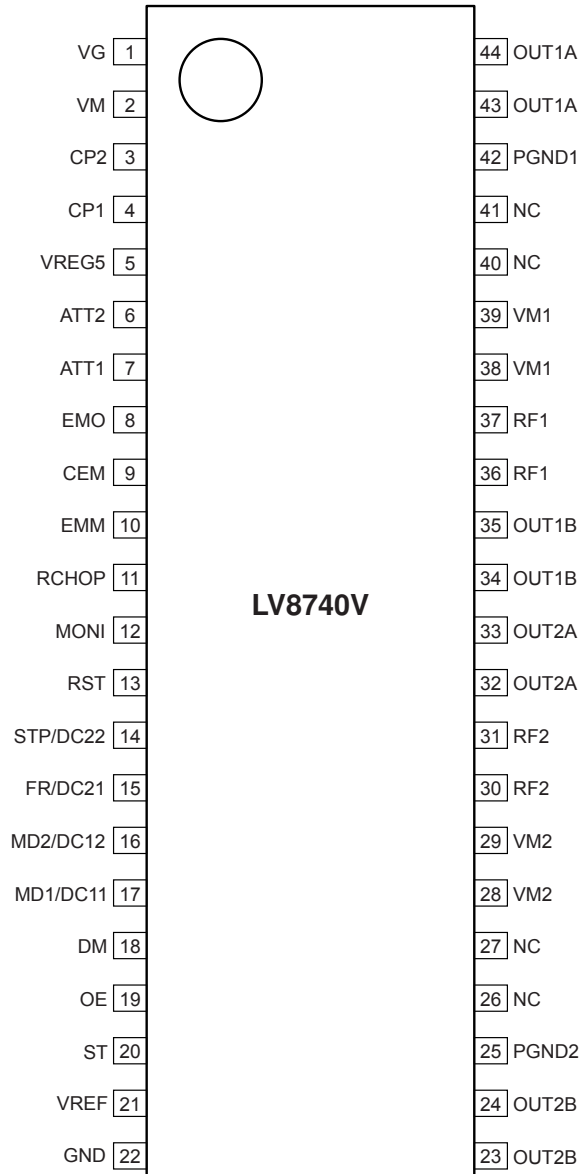 VG 1 44 OUT1A
VM 2 43 OUT1A
CP2 3 42 PGND1
CP1 4 41 NC
VREG5 5 40 NC
ATT2 6 39 VM1
ATT1 7 38 VM1
EMO 8 37 RF1
CEM 9 36 RF1
EMM 10 35 OUT1B
RCHOP 11 34 OUT1B
LV8740V
MONI 12 33 OUT2A
RST 13 32 OUT2A
STP/DC22 14 31 RF2
FR/DC21 15 30 RF2
MD2/DC12 16 29 VM2
MD1/DC11 17 28 VM2
DM 18 27 NC
OE 19 26 NC
ST 20 25 PGND2
VREF 21 24 OUT2B
GND 22 23 OUT2B